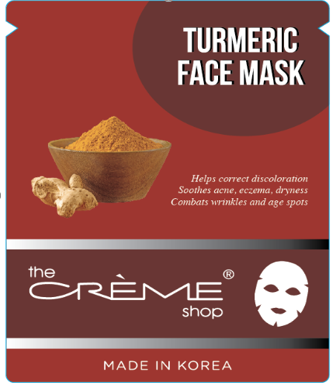 TURMERIC
FACE MASK
Helps correct discoloration
Soothes acne, eczema, dryness
Combats wrinkles and age spots
the
CRÈME®
shop
MADE IN KOREA